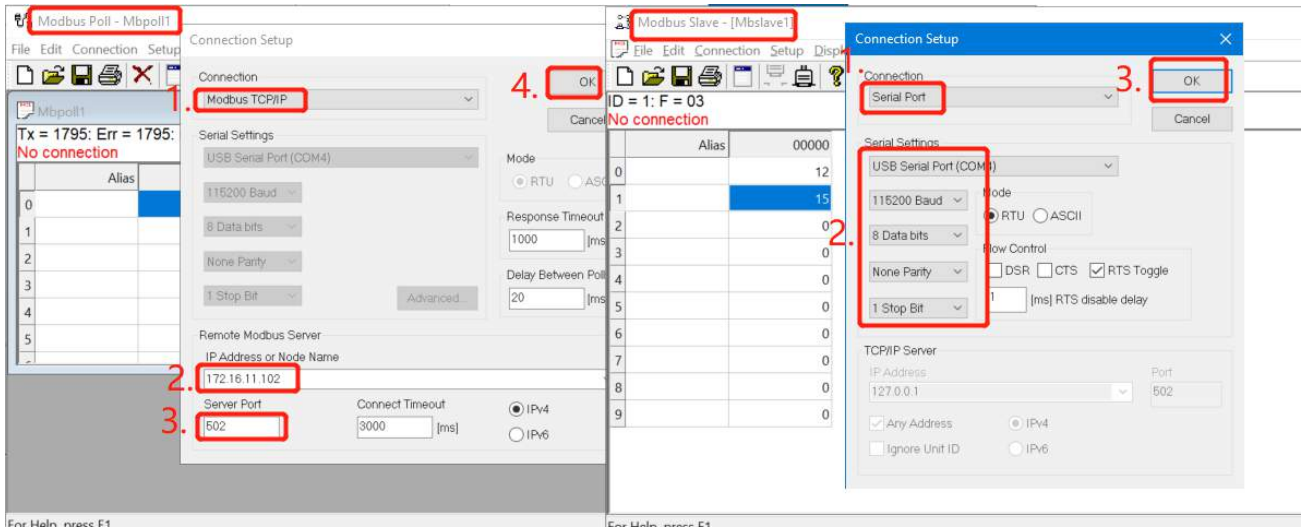 Modbus Poll - Mbpoll1
File Edit Connection Setup
Mbpoll1
Tx = 1795: Err = 1795:
No connection
Alias
0
1
2
3
4
5
Connection Setup
Connection
1.
Modbus TCP/IP
4.
OK
Cancel
Serial Settings
USB Serial Port (COM4)
115200 Baud
8 Data bits
None Parity
1 Stop Bit
Advanced...
Mode
RTU
Response Timeout
1000
[ms
Delay Between Poll
20
[ms
Remote Modbus Server
IP Address or Node Name
2.
172.16.11.102
Server Port
3.
502
Connect Timeout
3000
[ms]
IPv4
IPv6
For Help, press F1
Modbus Slave - [Mbslave1]
File Edit Connection Setup
ID = 1: F = 03
No connection
Alias 00000
0 12
1 15
2 0
3 0
4 0
5 0
6 0
7 0
8 0
9 0
Connection Setup
1.
Connection
Serial Port
3.
OK
Cancel
Serial Settings
2.
USB Serial Port
115200 Baud
8 Data bits
None Parity
1 Stop Bit
RTU ASCII
DSR CTS RTS Toggle
[ms] RTS disable delay
TCP/IP Server
IP Address
127.0.0.1
Port
502
Any Address
Ignore Unit ID
IPv4
IPv6
For Help, press F1